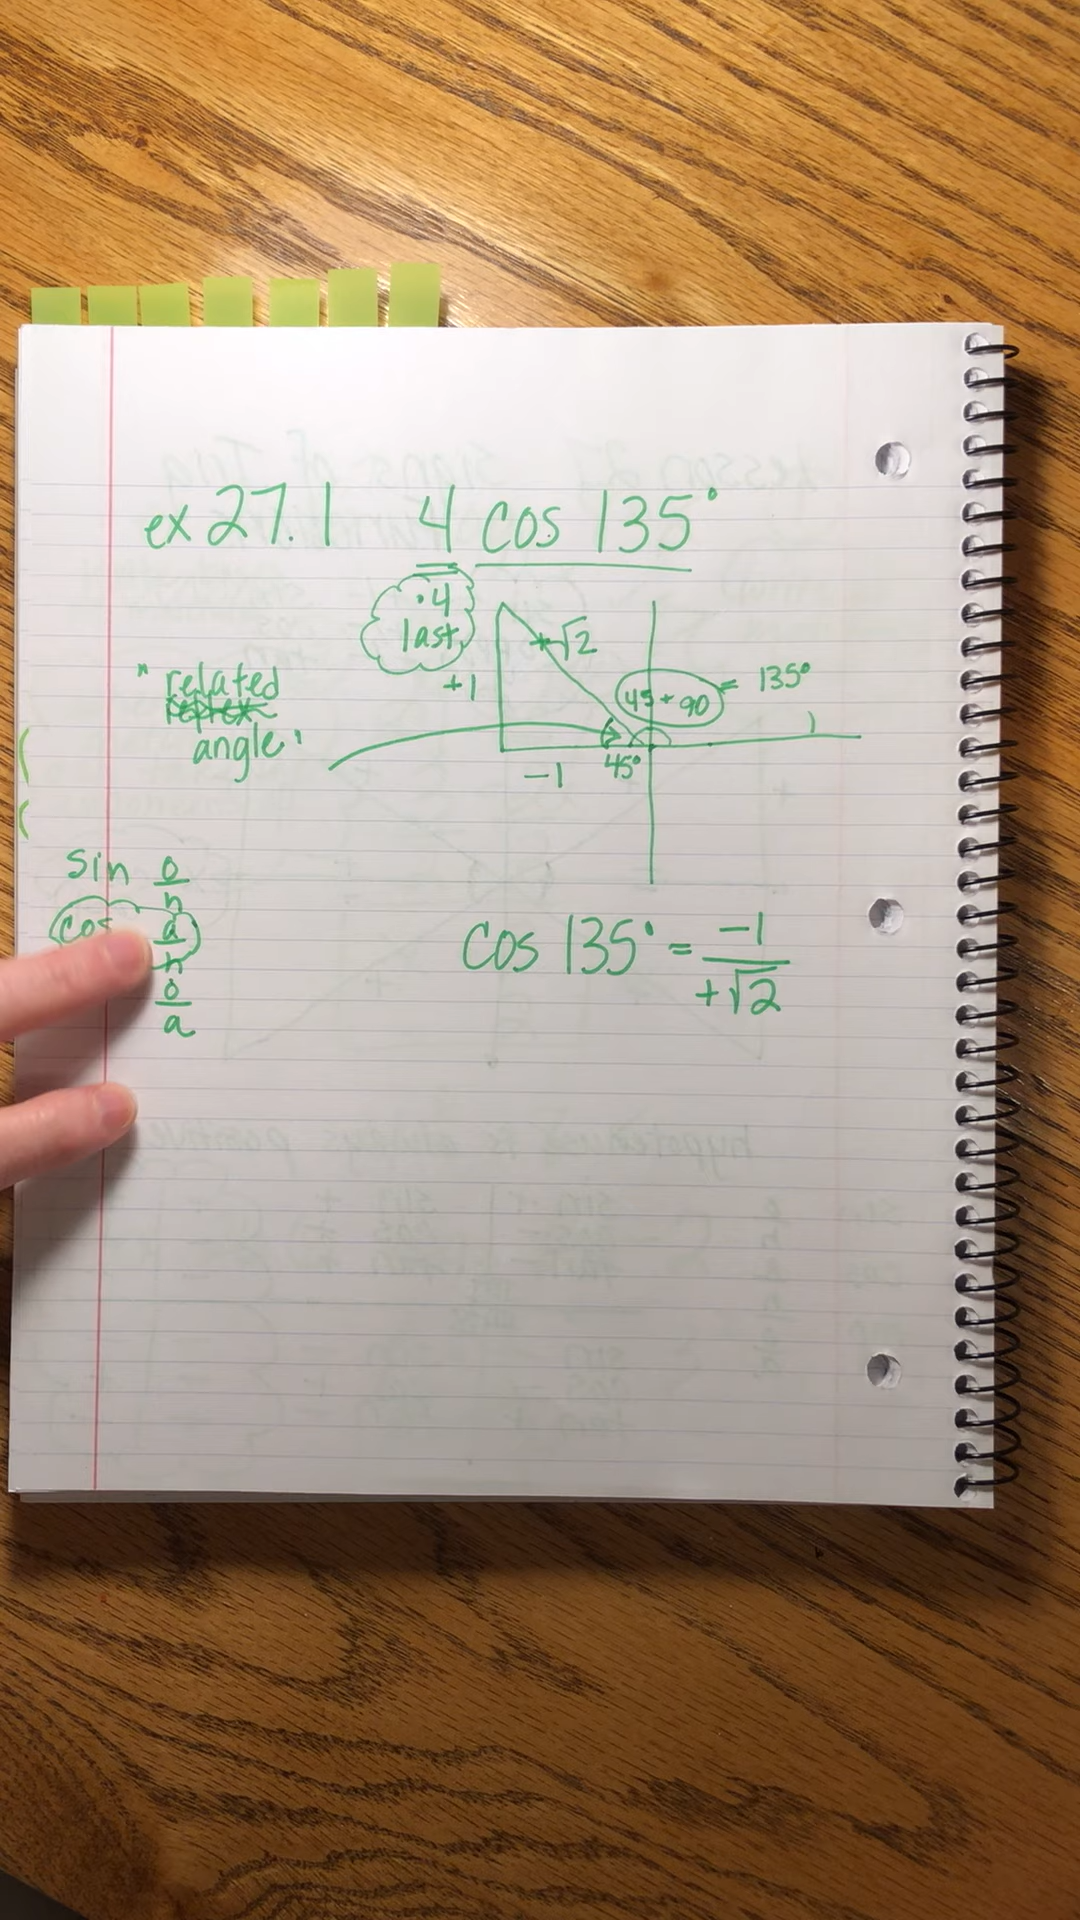 ex 27.1 4 cos 135°
·4
last
+√2
+1
45 + 90 = 135°
"related
angle"
-1
45°
sin o/h
cos a/h
o/a
cos 135° = -1/+√2